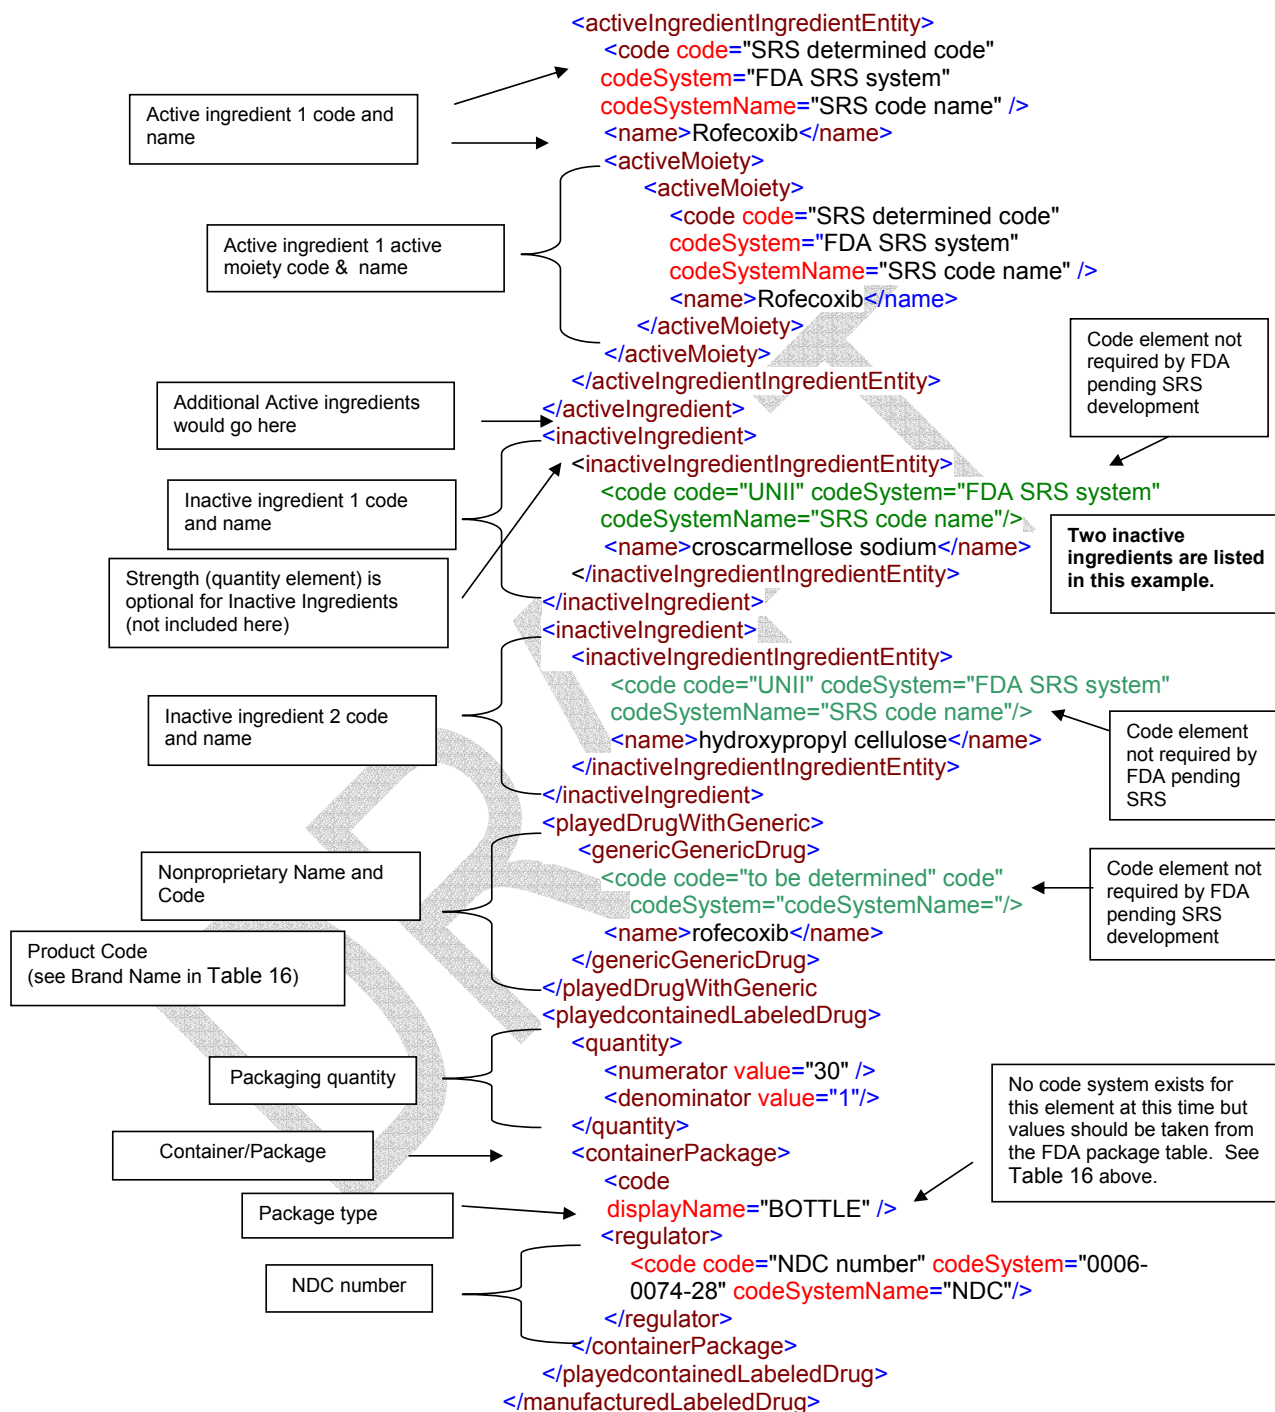 <activeIngredientIngredientEntity>
<code code="SRS determined code"
codeSystem="FDA SRS system"
codeSystemName="SRS code name" />
<name>Rofecoxib</name>
Active ingredient 1 code and
name
<activeMoiety>
<activeMoiety>
<code code="SRS determined code"
codeSystem="FDA SRS system"
codeSystemName="SRS code name" />
<name>Rofecoxib</name>
</activeMoiety>
</activeMoiety>
Active ingredient 1 active
moiety code &  name
</activeIngredientIngredientEntity>
</activeIngredient>
Code element not
required by FDA
pending SRS
development
Additional Active ingredients
would go here
<inactiveIngredient>
<inactiveIngredientIngredientEntity>
<code code="UNII" codeSystem="FDA SRS system"
codeSystemName="SRS code name"/>
<name>croscarmellose sodium</name>
</inactiveIngredientIngredientEntity>
</inactiveIngredient>
Inactive ingredient 1 code
and name
Two inactive
ingredients are listed
in this example.
Strength (quantity element) is
optional for Inactive Ingredients
(not included here)
<inactiveIngredient>
<inactiveIngredientIngredientEntity>
<code code="UNII" codeSystem="FDA SRS system"
codeSystemName="SRS code name"/>
<name>hydroxypropyl cellulose</name>
</inactiveIngredientIngredientEntity>
</inactiveIngredient>
Inactive ingredient 2 code
and name
Code element
not required by
FDA pending
SRS
<playedDrugWithGeneric>
<genericGenericDrug>
<code code="to be determined" code"
codeSystem="codeSystemName="/>
<name>rofecoxib</name>
</genericGenericDrug>
</playedDrugWithGeneric
Nonproprietary Name and
Code
Code element not
required by FDA
pending SRS
development
Product Code
(see Brand Name in Table 16)
<playedcontainedLabeledDrug>
<quantity>
<numerator value="30" />
<denominator value="1"/>
</quantity>
Packaging quantity
No code system exists for
this element at this time but
values should be taken from
the FDA package table.  See
Table 16 above.
Container/Package
<containerPackage>
<code
displayName="BOTTLE" />
Package type
<regulator>
<code code="NDC number" codeSystem="0006-
0074-28" codeSystemName="NDC"/>
</regulator>
NDC number
</containerPackage>
</playedcontainedLabeledDrug>
</manufacturedLabeledDrug>
DRAFT